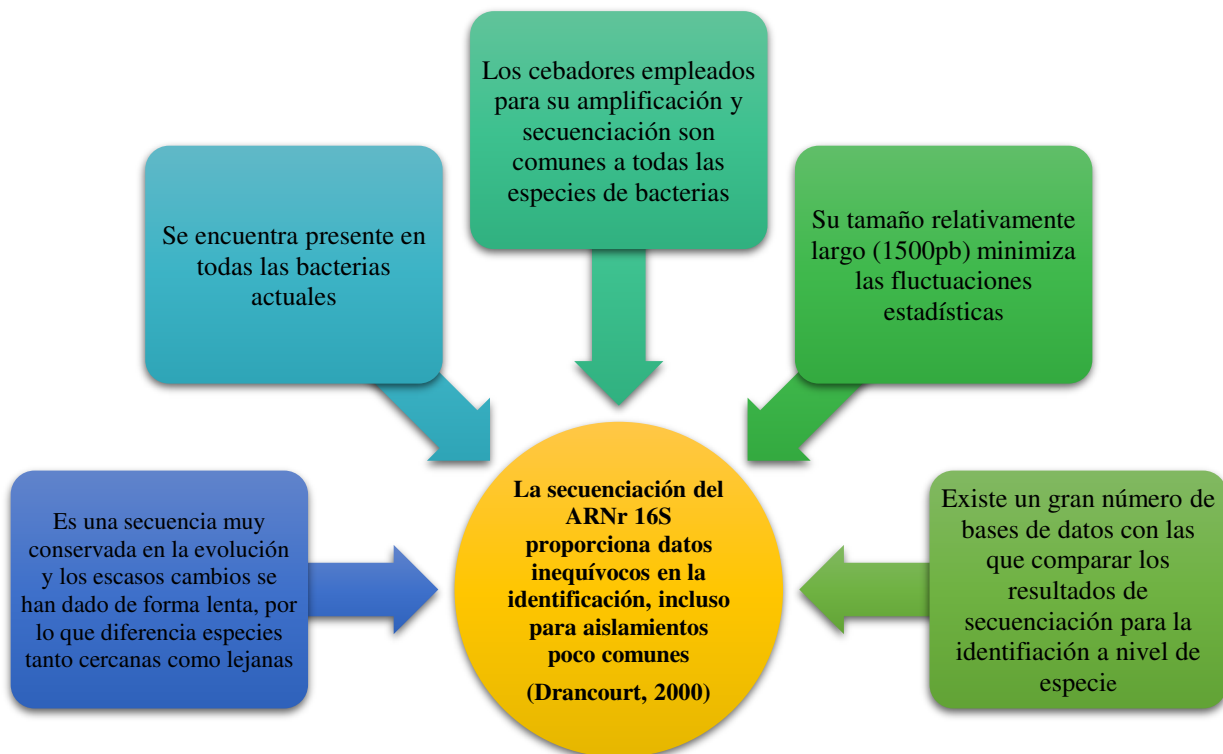 Los cebadores empleados
para su amplificación y
secuenciación son
comunes a todas las
especies de bacterias
Se encuentra presente en
todas las bacterias
actuales
Su tamaño relativamente
largo (1500pb) minimiza
las fluctuaciones
estadísticas
Es una secuencia muy
conservada en la evolución
y los escasos cambios se
han dado de forma lenta, por
lo que diferencia especies
tanto cercanas como lejanas
La secuenciación del
ARNr 16S
proporciona datos
inequívocos en la
identificación, incluso
para aislamientos
poco comunes
(Drancourt, 2000)
Existe un gran número de
bases de datos con las
que comparar los
resultados de
secuenciación para la
identifiación a nivel de
especie